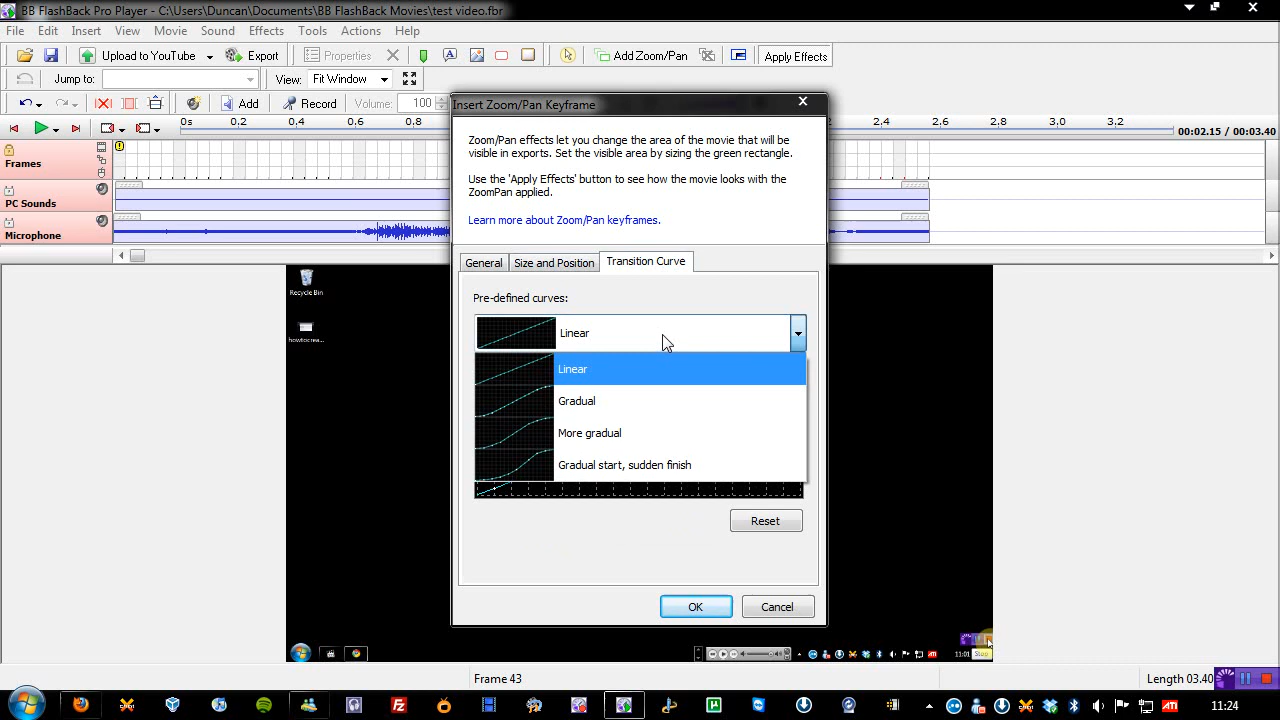 BB FlashBack Pro Player - C:\Users\Duncan\Documents\BB FlashBack Movies\test video.fbr
File Edit Insert View Movie Sound Effects Tools Actions Help
Upload to YouTube Export Properties Add Zoom/Pan Apply Effects
Jump to: View: Fit Window
Add Record Volume: 100
0s 0,2 0,4 0,6 0,8 2,4 2,6 2,8 3 3,2 00:02.15 / 00:03.40
Frames
PC Sounds
Microphone
Insert Zoom/Pan Keyframe
Zoom/Pan effects let you change the area of the movie that will be
visible in exports. Set the visible area by sizing the green rectangle.
Use the 'Apply Effects' button to see how the movie looks with the
ZoomPan applied.
Learn more about Zoom/Pan keyframes.
General Size and Position Transition Curve
Pre-defined curves:
Linear
Linear
Gradual
More gradual
Gradual start, sudden finish
Reset
OK Cancel
Recycle Bin
howtocrea...
11:01 Stop
Frame 43 Length 03.40
ATI 11:24